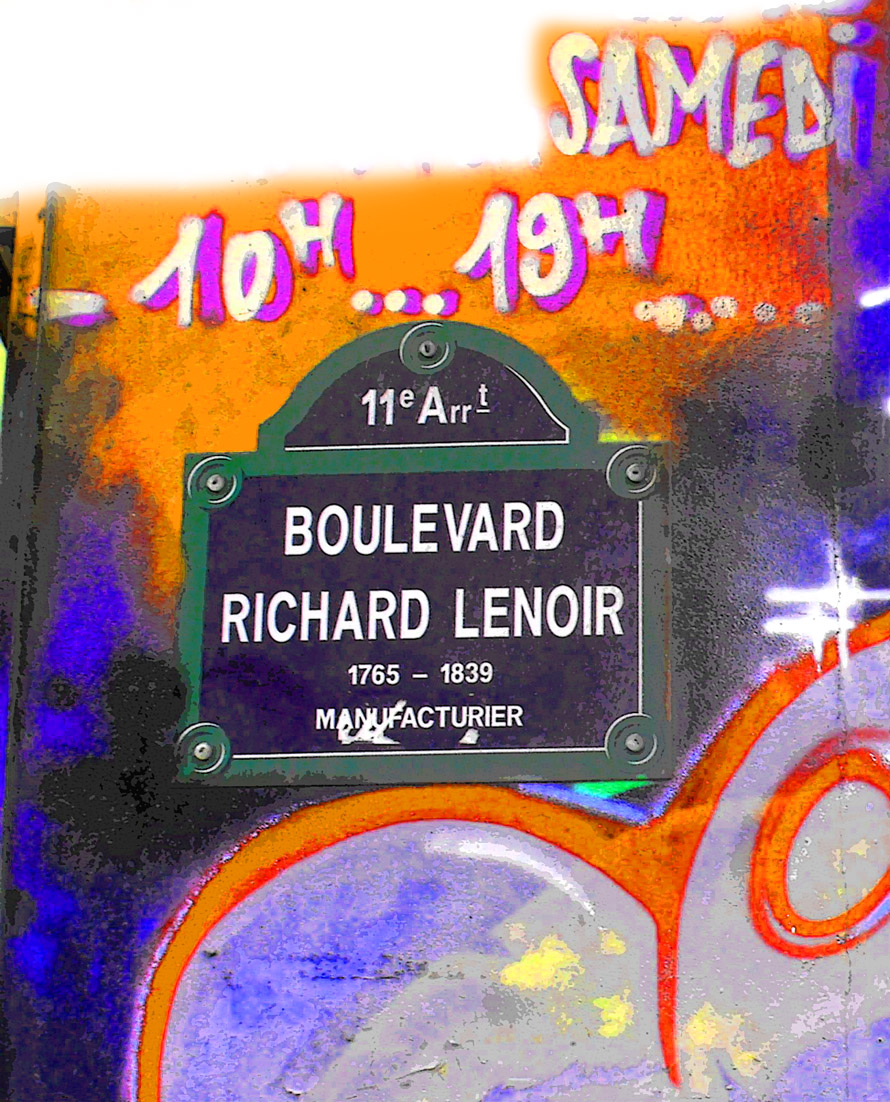 SAMEDI
10H...19H......
11e Arrt
BOULEVARD
RICHARD LENOIR
1765 – 1839
MANUFACTURIER